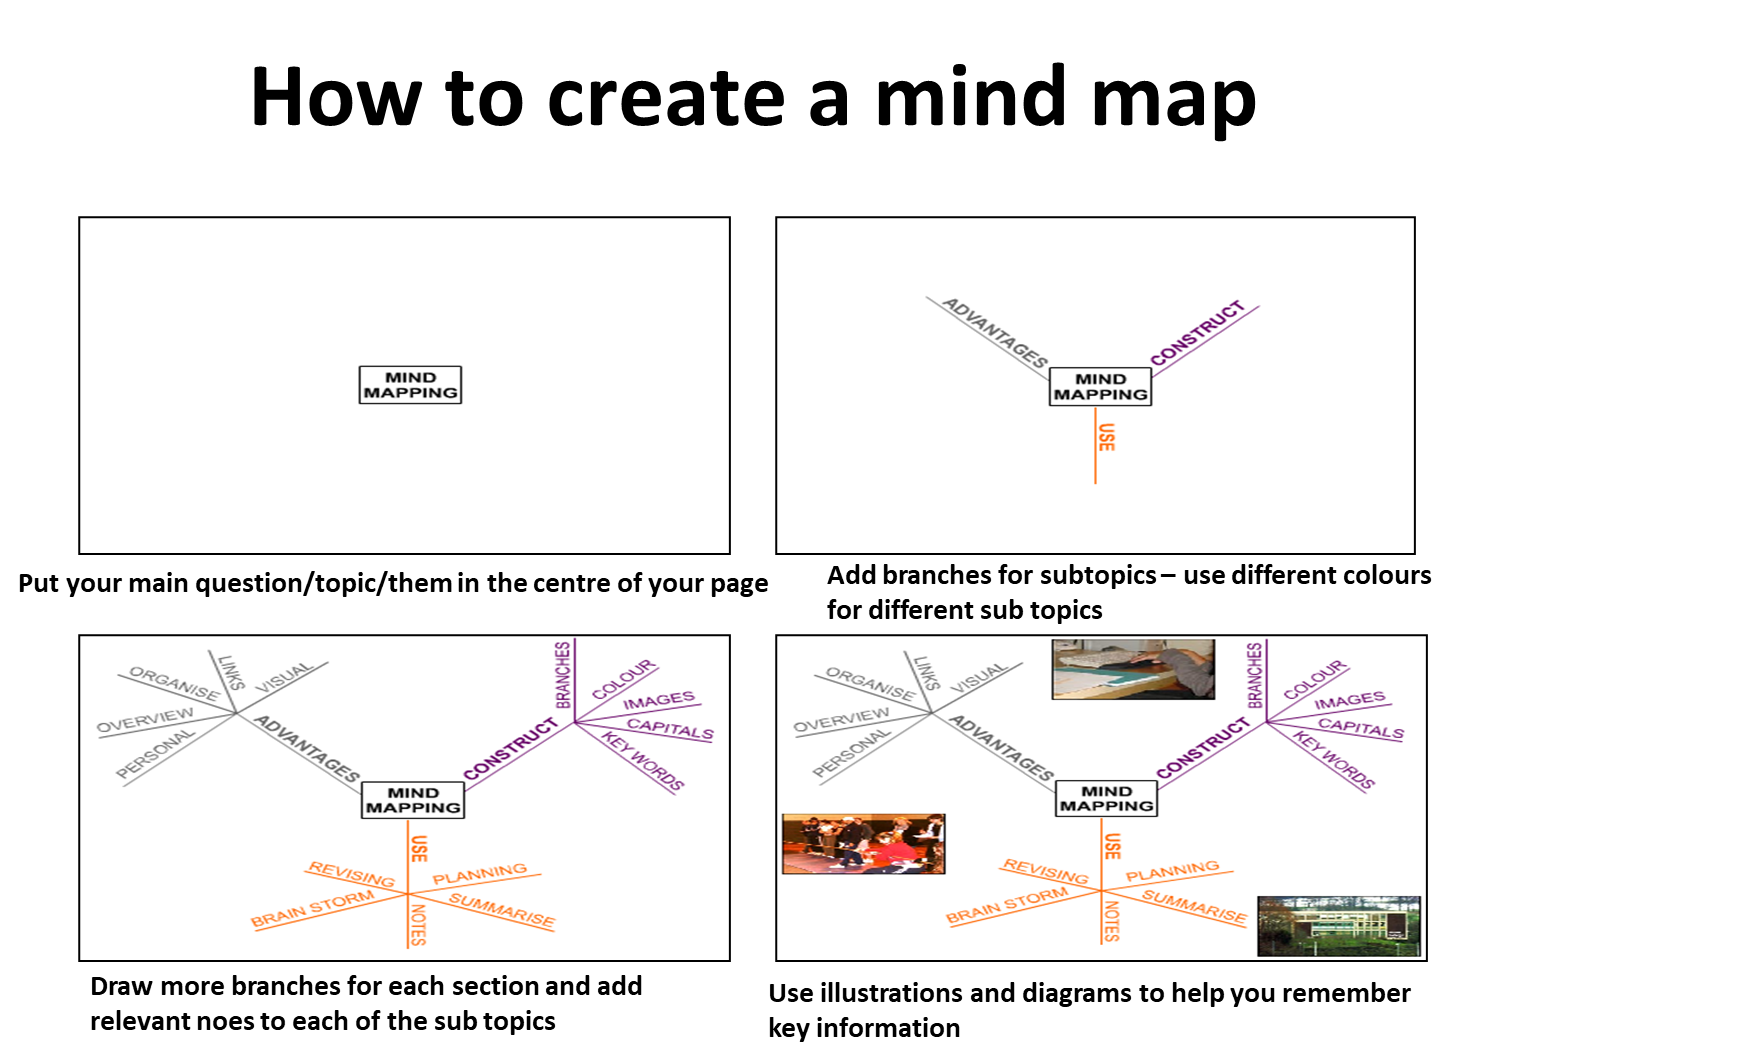 How to create a mind map
MIND
MAPPING
Put your main question/topic/them in the centre of your page
ADVANTAGES
CONSTRUCT
MIND
MAPPING
USE
Add branches for subtopics – use different colours
for different sub topics
LINKS
VISUAL
ORGANISE
OVERVIEW
PERSONAL
ADVANTAGES
BRANCHES
COLOUR
IMAGES
CAPITALS
KEY WORDS
CONSTRUCT
MIND
MAPPING
USE
REVISING
PLANNING
BRAIN STORM
SUMMARISE
NOTES
Draw more branches for each section and add
relevant noes to each of the sub topics
LINKS
VISUAL
ORGANISE
OVERVIEW
PERSONAL
ADVANTAGES
BRANCHES
COLOUR
IMAGES
CAPITALS
KEY WORDS
CONSTRUCT
MIND
MAPPING
USE
REVISING
PLANNING
BRAIN STORM
SUMMARISE
NOTES
Use illustrations and diagrams to help you remember
key information